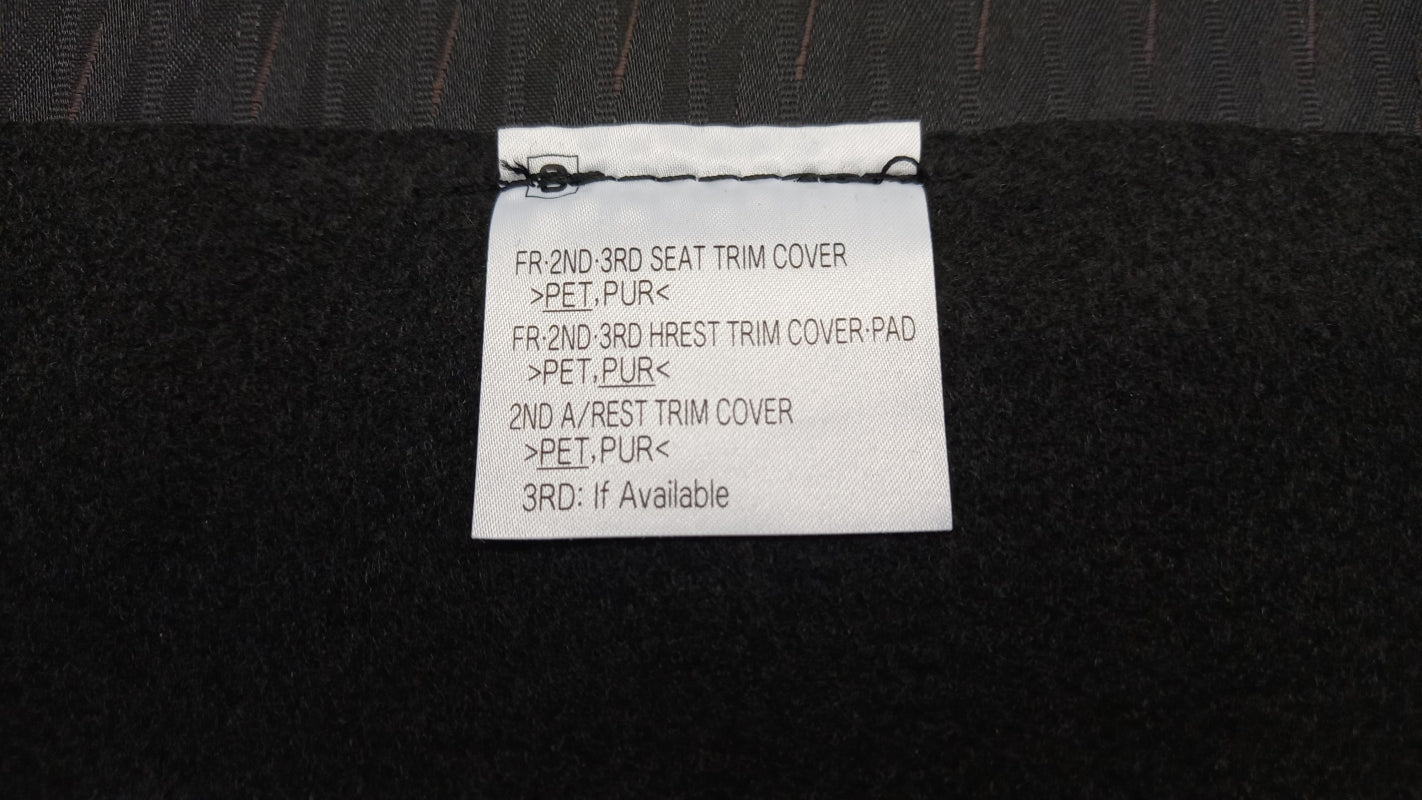 B
FR·2ND·3RD SEAT TRIM COVER
>PET,PUR<
FR·2ND·3RD HREST TRIM COVER·PAD
>PET,PUR<
2ND A/REST TRIM COVER
>PET,PUR<
3RD: If Available